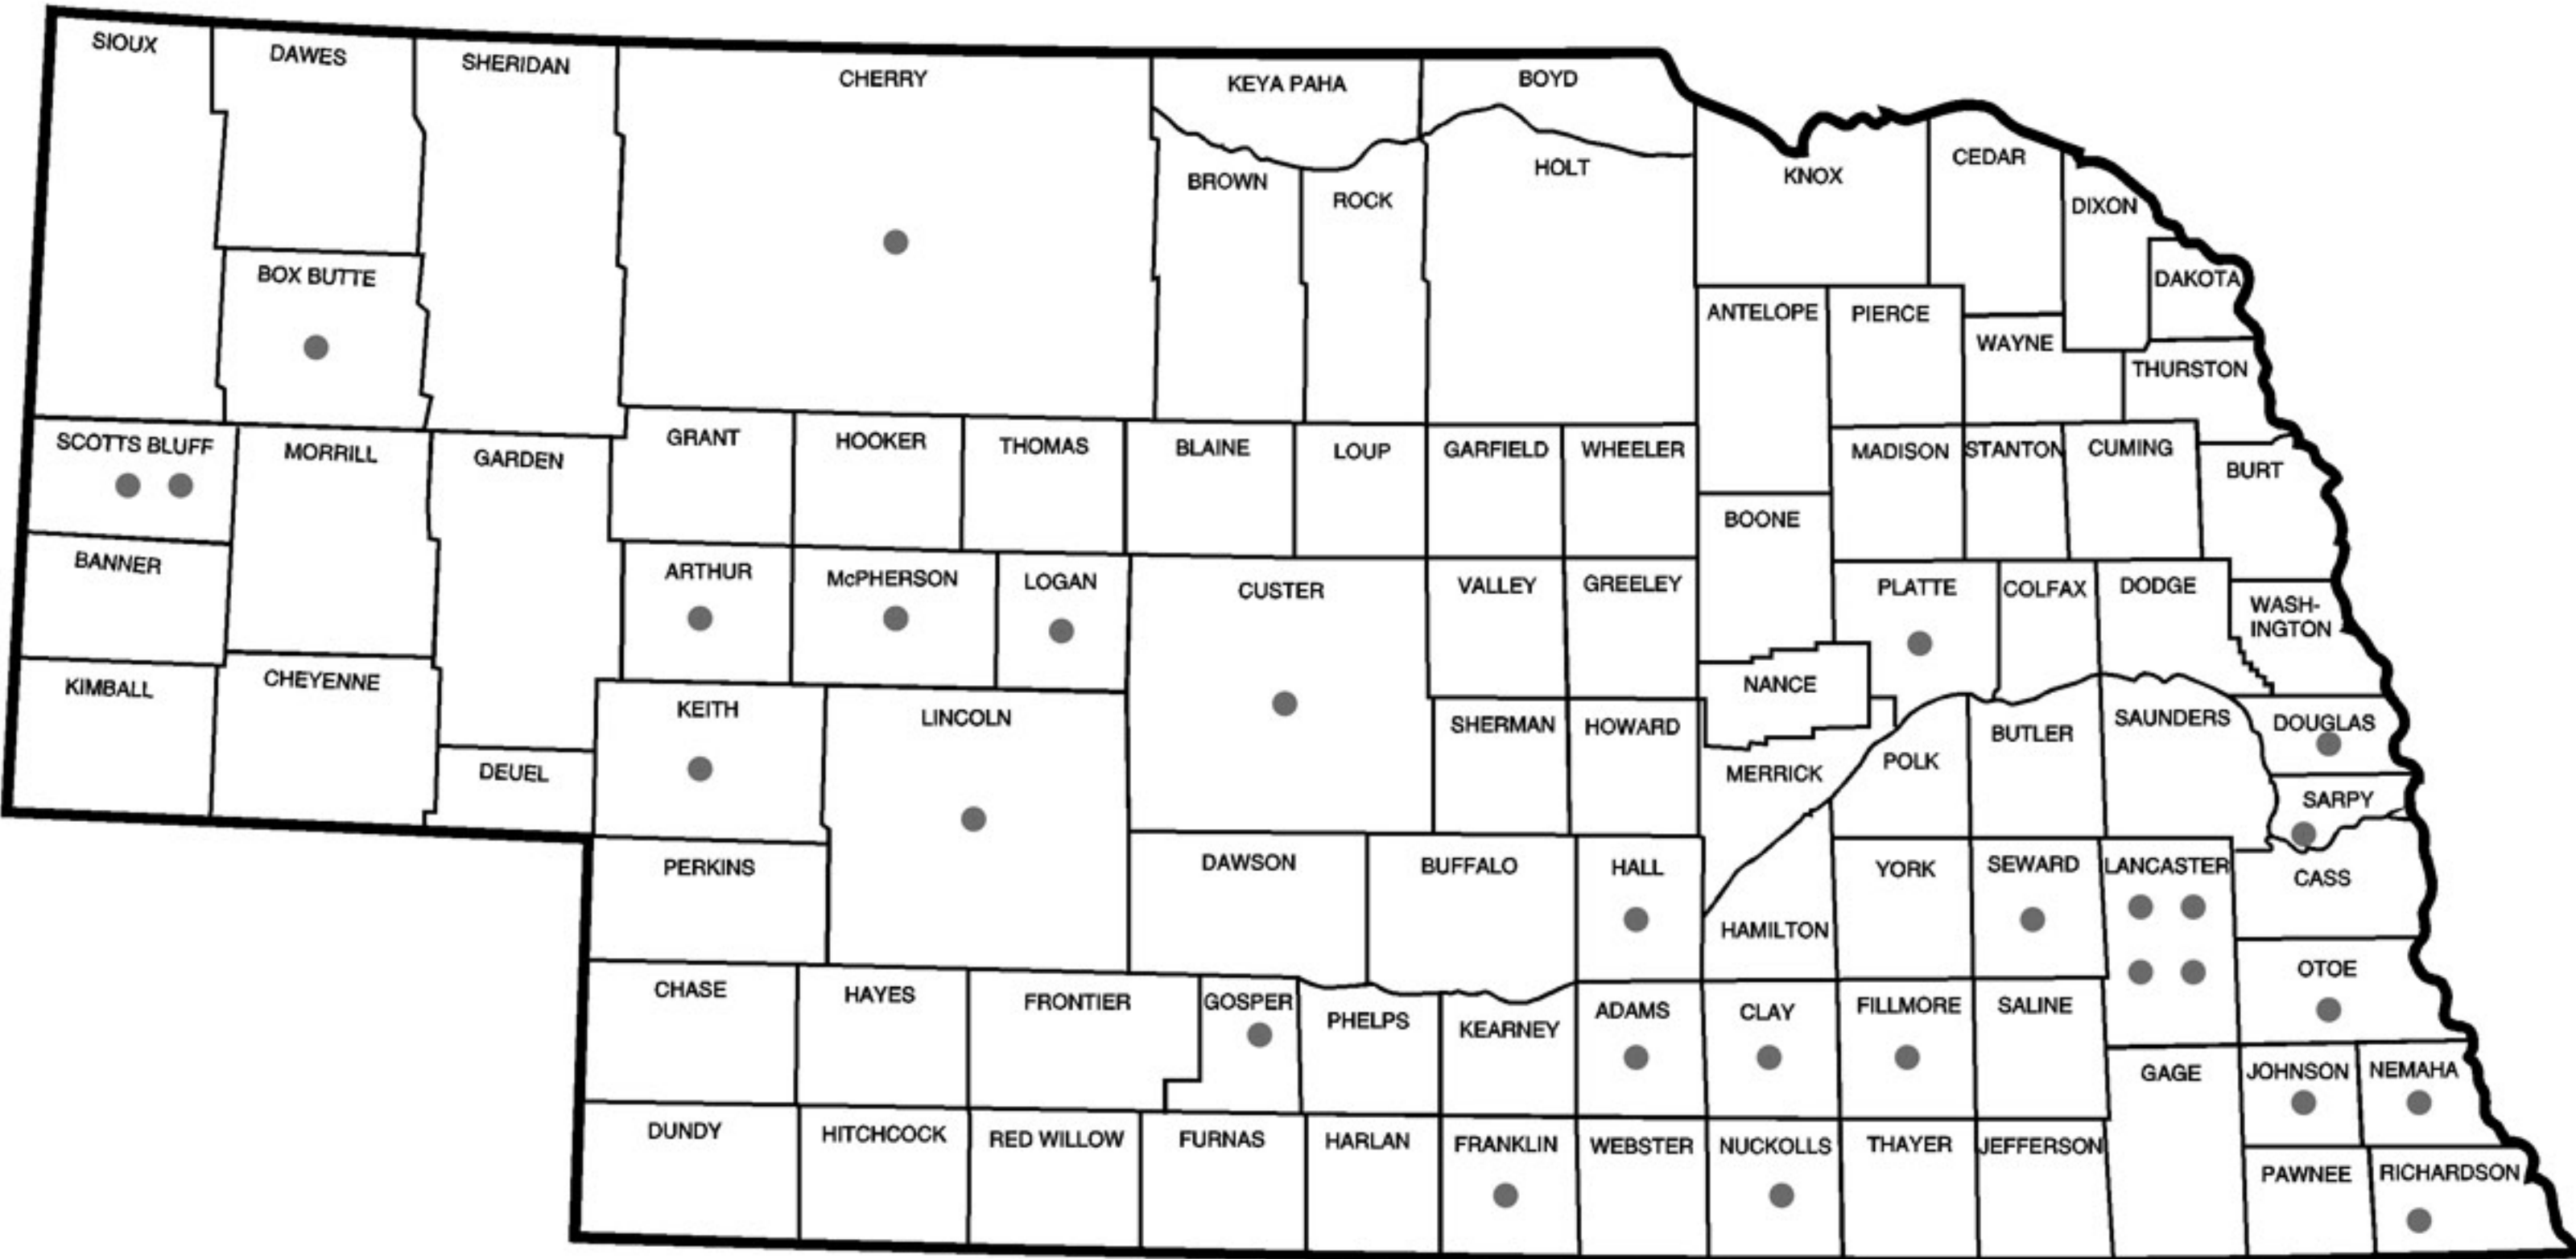 SIOUX
DAWES
SHERIDAN
CHERRY
KEYA PAHA
BOYD
BROWN
ROCK
HOLT
KNOX
CEDAR
DIXON
DAKOTA
BOX BUTTE
ANTELOPE
PIERCE
WAYNE
THURSTON
SCOTTS BLUFF
MORRILL
GARDEN
GRANT
HOOKER
THOMAS
BLAINE
LOUP
GARFIELD
WHEELER
MADISON
STANTON
CUMING
BURT
BOONE
BANNER
ARTHUR
McPHERSON
LOGAN
CUSTER
VALLEY
GREELEY
PLATTE
COLFAX
DODGE
WASH-
INGTON
KIMBALL
CHEYENNE
KEITH
LINCOLN
SHERMAN
HOWARD
NANCE
MERRICK
POLK
BUTLER
SAUNDERS
DOUGLAS
DEUEL
SARPY
PERKINS
DAWSON
BUFFALO
HALL
HAMILTON
YORK
SEWARD
LANCASTER
CASS
OTOE
CHASE
HAYES
FRONTIER
GOSPER
PHELPS
KEARNEY
ADAMS
CLAY
FILLMORE
SALINE
GAGE
JOHNSON
NEMAHA
DUNDY
HITCHCOCK
RED WILLOW
FURNAS
HARLAN
FRANKLIN
WEBSTER
NUCKOLLS
THAYER
JEFFERSON
PAWNEE
RICHARDSON